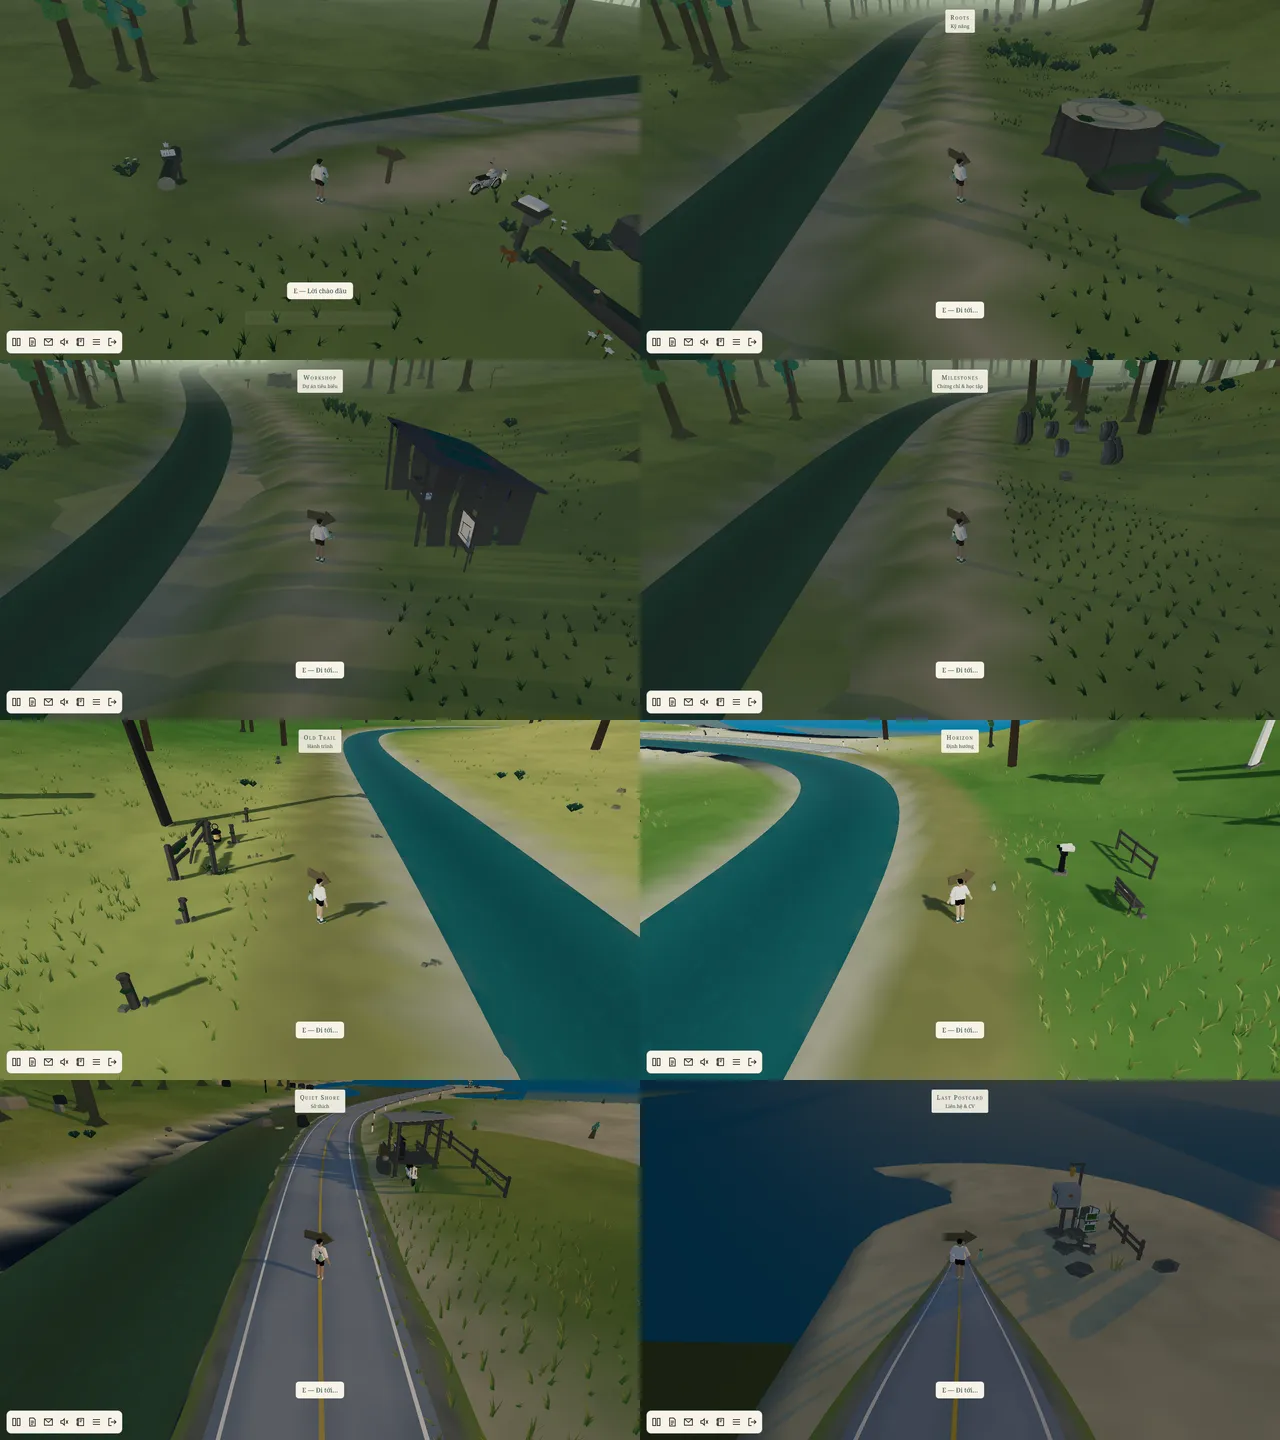 E — Lời chào đầu
ROOTS
Kỹ năng
E — Đi tới...
WORKSHOP
Dự án tiêu biểu
E — Đi tới...
MILESTONES
Chứng chỉ & học tập
E — Đi tới...
OLD TRAIL
Hành trình
E — Đi tới...
HORIZON
Định hướng
E — Đi tới...
QUIET SHORE
Sở thích
E — Đi tới...
LAST POSTCARD
Liên hệ & CV
E — Đi tới...